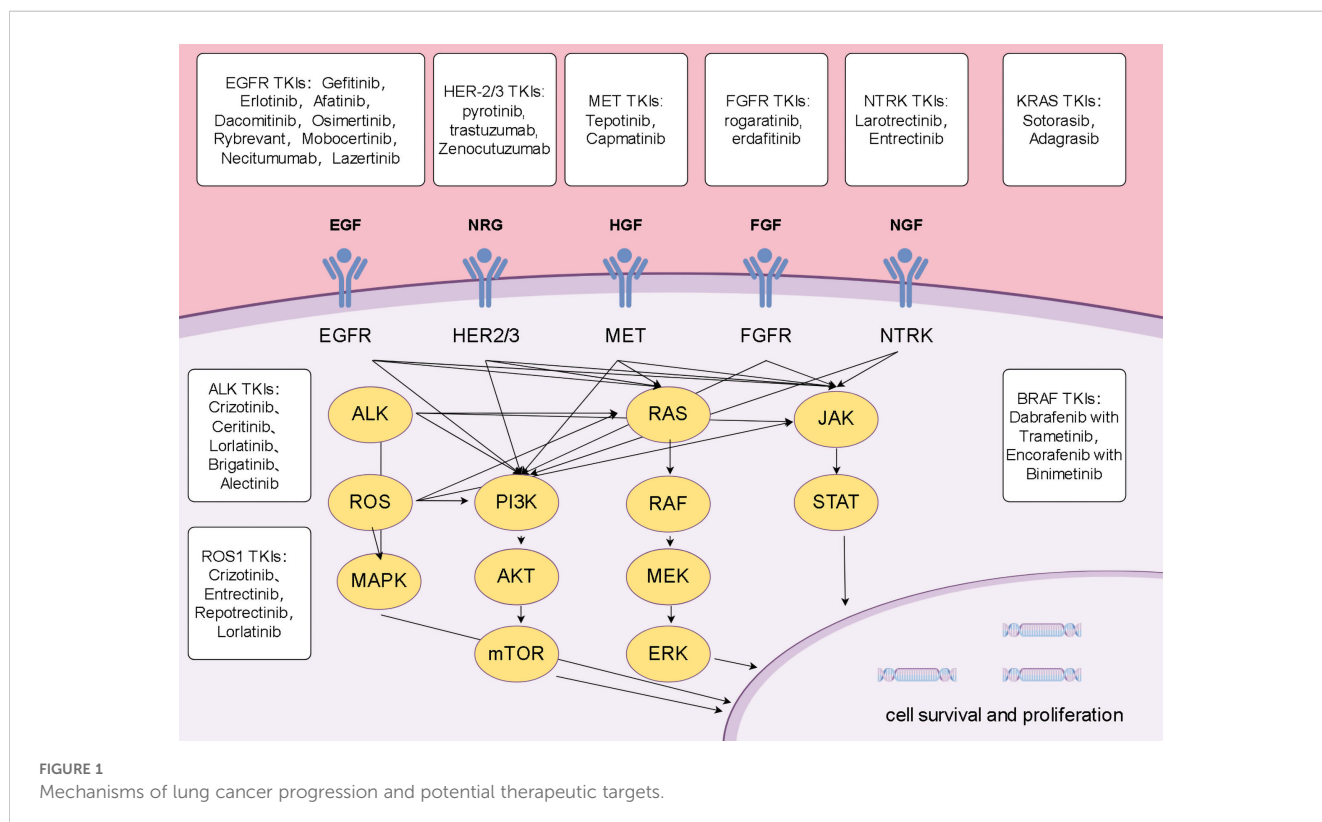 EGFR TKIs： Gefitinib，
Erlotinib， Afatinib，
Dacomitinib， Osimertinib，
Rybrevant， Mobocertinib，
Necitumumab， Lazertinib
HER-2/3 TKIs：
pyrotinib，
trastuzumab，
Zenocutuzumab
MET TKIs：
Tepotinib，
Capmatinib
FGFR TKIs：
rogaratinib，
erdafitinib
NTRK TKIs：
Larotrectinib，
Entrectinib
KRAS TKIs：
Sotorasib，
Adagrasib
EGF
NRG
HGF
FGF
NGF
EGFR
HER2/3
MET
FGFR
NTRK
ALK TKIs：
Crizotinib、
Ceritinib、
Lorlatinib、
Brigatinib、
Alectinib
ALK
RAS
JAK
BRAF TKIs：
Dabrafenib with
Trametinib，
Encorafenib with
Binimetinib
ROS
PI3K
RAF
STAT
ROS1 TKIs：
Crizotinib、
Entrectinib，
Repotrectinib，
Lorlatinib
MAPK
AKT
MEK
mTOR
ERK
cell survival and proliferation
FIGURE 1
Mechanisms of lung cancer progression and potential therapeutic targets.